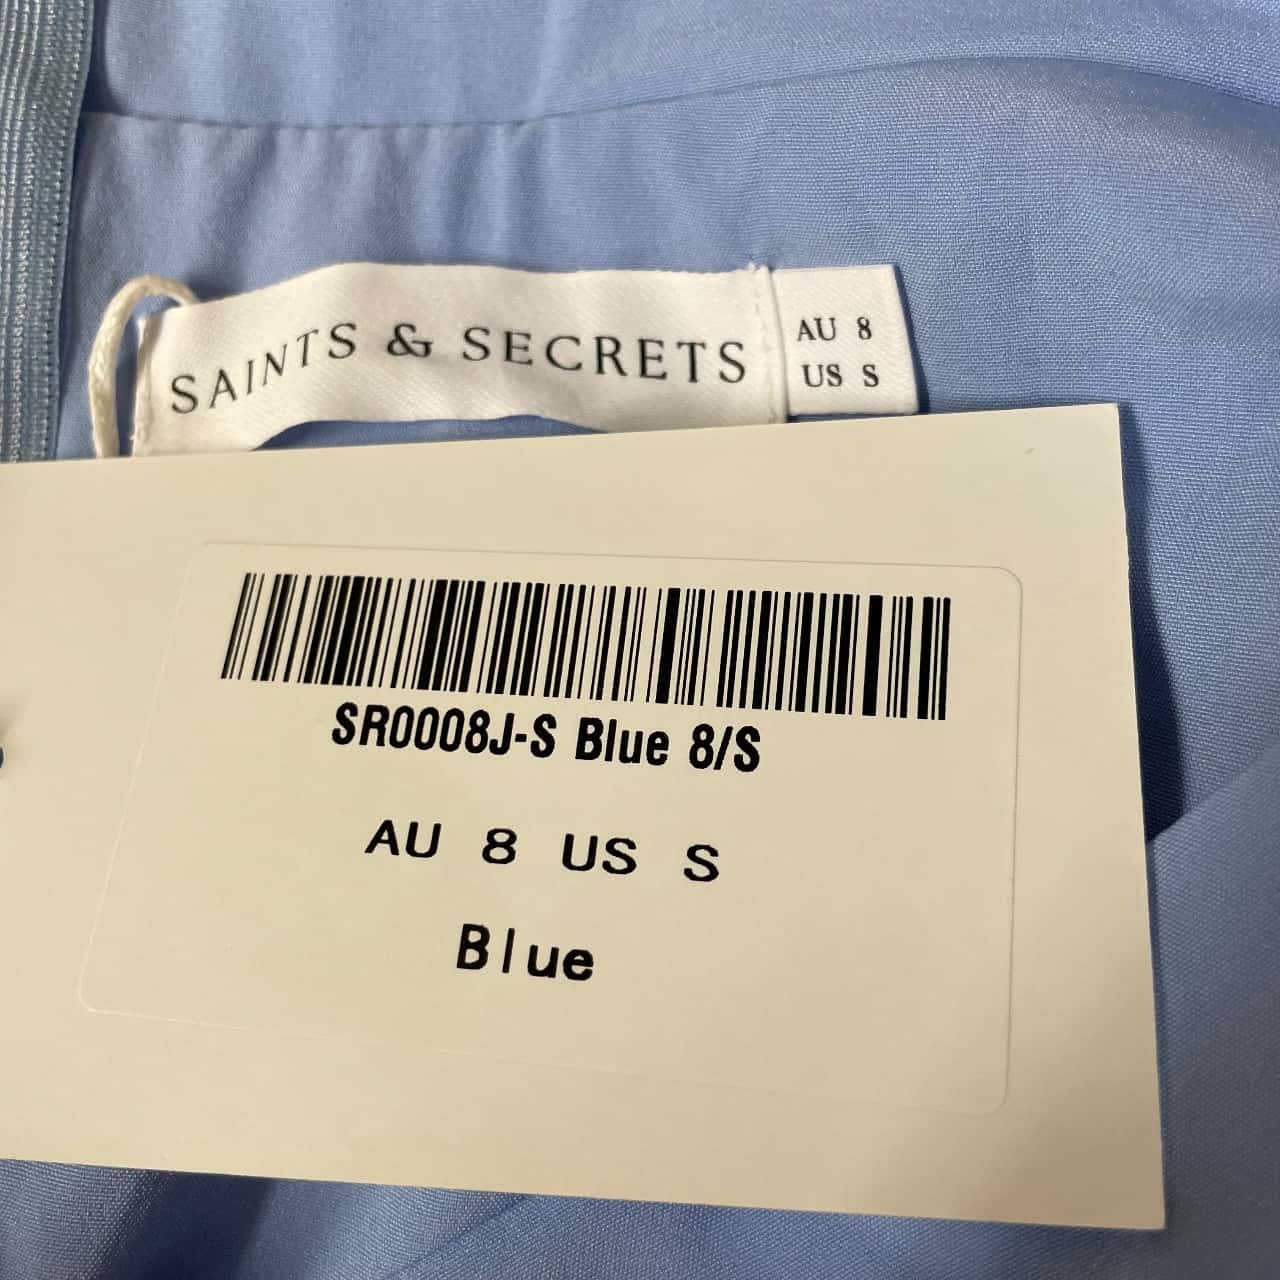 SAINTS & SECRETS
AU 8
US S
SR0008J-S Blue 8/S
AU 8 US S
Blue